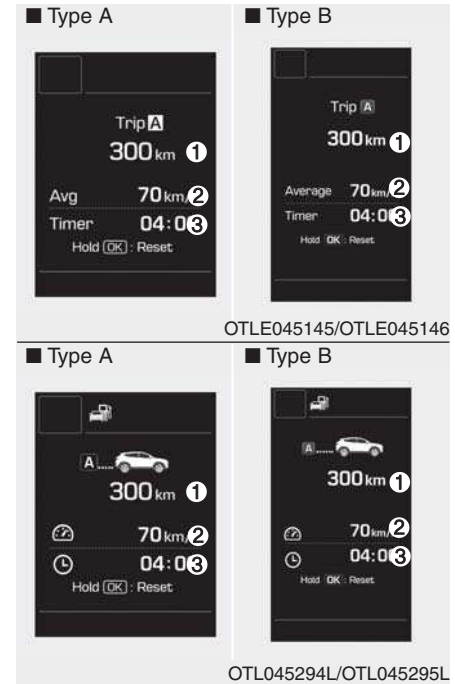 ■ Type A
Trip A
300 km ①
Avg 70 km/ ②
Timer 04:0 ③
Hold OK : Reset
■ Type B
Trip A
300 km ①
Average 70 km/ ②
Timer 04:0 ③
Hold OK : Reset
OTLE045145/OTLE045146
■ Type A
A.....
300 km ①
70 km/ ②
04:0 ③
Hold OK : Reset
■ Type B
A.....
300 km ①
70 km/ ②
04:0 ③
Hold OK : Reset
OTL045294L/OTL045295L